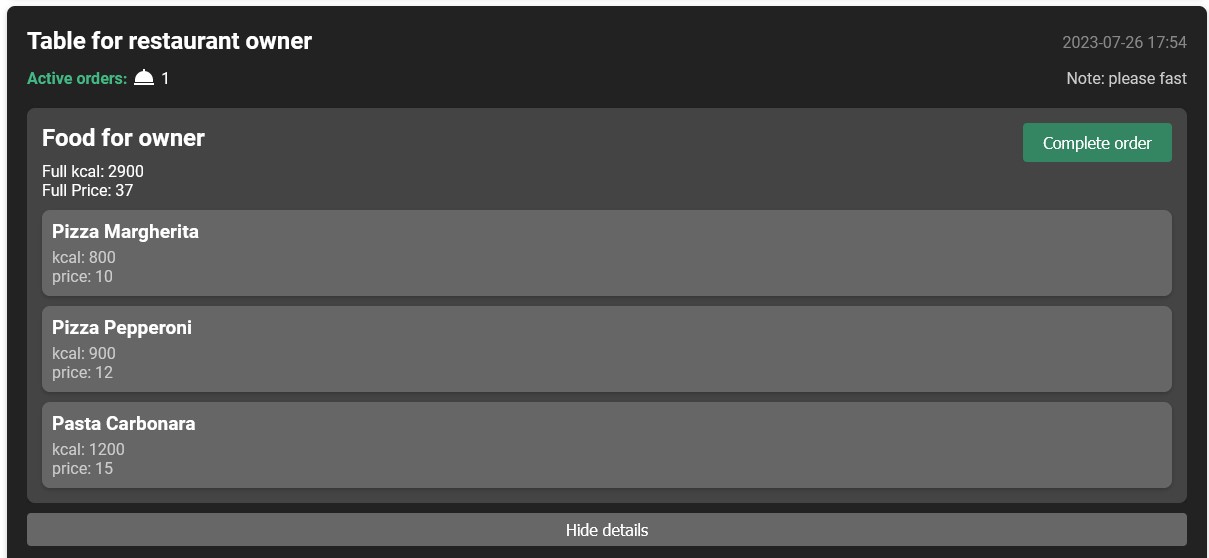 Table for restaurant owner
2023-07-26 17:54
Active orders: 1
Note: please fast
Food for owner
Complete order
Full kcal: 2900
Full Price: 37
Pizza Margherita
kcal: 800
price: 10
Pizza Pepperoni
kcal: 900
price: 12
Pasta Carbonara
kcal: 1200
price: 15
Hide details